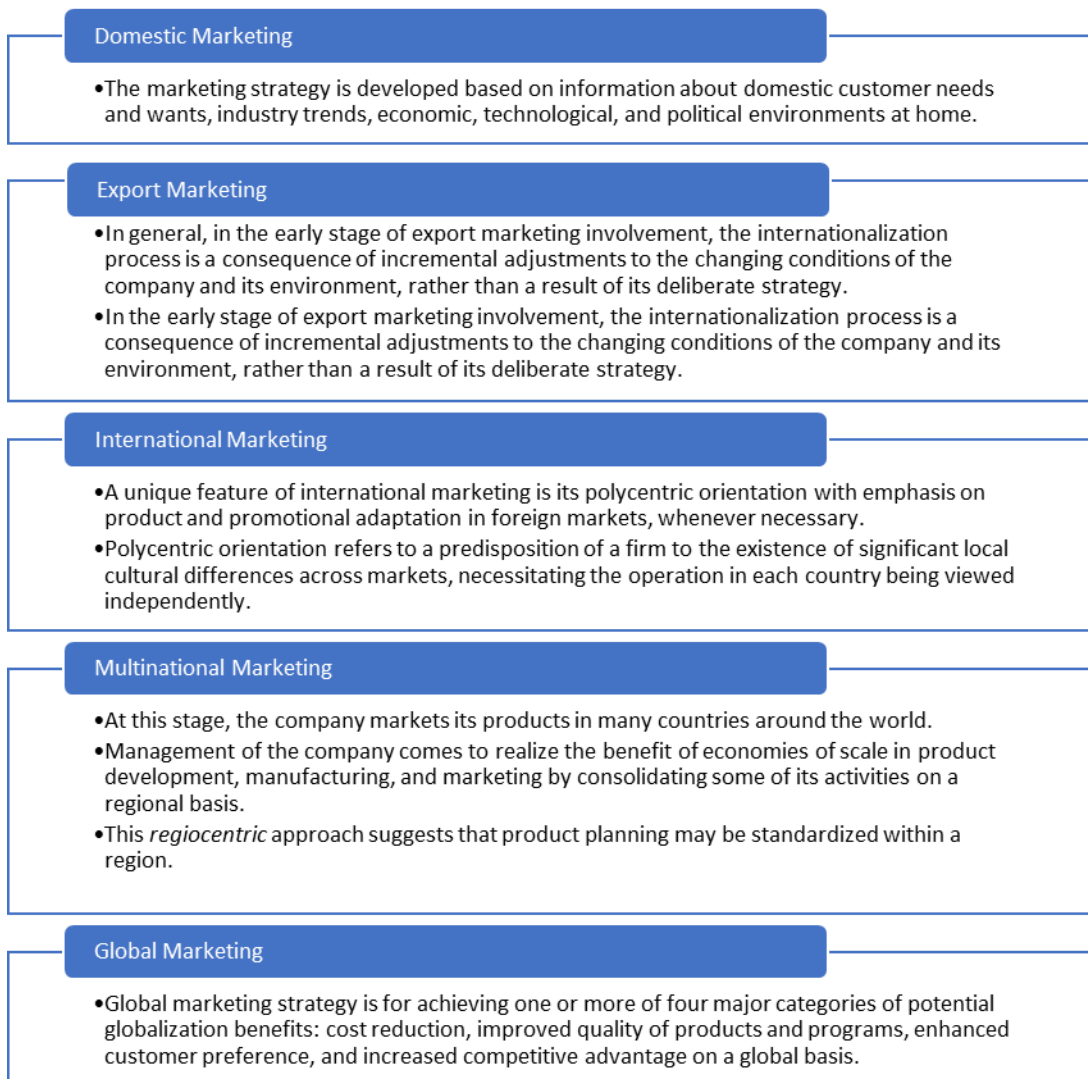 Domestic Marketing
•The marketing strategy is developed based on information about domestic customer needs
and wants, industry trends, economic, technological, and political environments at home.
Export Marketing
•In general, in the early stage of export marketing involvement, the internationalization
process is a consequence of incremental adjustments to the changing conditions of the
company and its environment, rather than a result of its deliberate strategy.
•In the early stage of export marketing involvement, the internationalization process is a
consequence of incremental adjustments to the changing conditions of the company and its
environment, rather than a result of its deliberate strategy.
International Marketing
•A unique feature of international marketing is its polycentric orientation with emphasis on
product and promotional adaptation in foreign markets, whenever necessary.
•Polycentric orientation refers to a predisposition of a firm to the existence of significant local
cultural differences across markets, necessitating the operation in each country being viewed
independently.
Multinational Marketing
•At this stage, the company markets its products in many countries around the world.
•Management of the company comes to realize the benefit of economies of scale in product
development, manufacturing, and marketing by consolidating some of its activities on a
regional basis.
•This regiocentric approach suggests that product planning may be standardized within a
region.
Global Marketing
•Global marketing strategy is for achieving one or more of four major categories of potential
globalization benefits: cost reduction, improved quality of products and programs, enhanced
customer preference, and increased competitive advantage on a global basis.